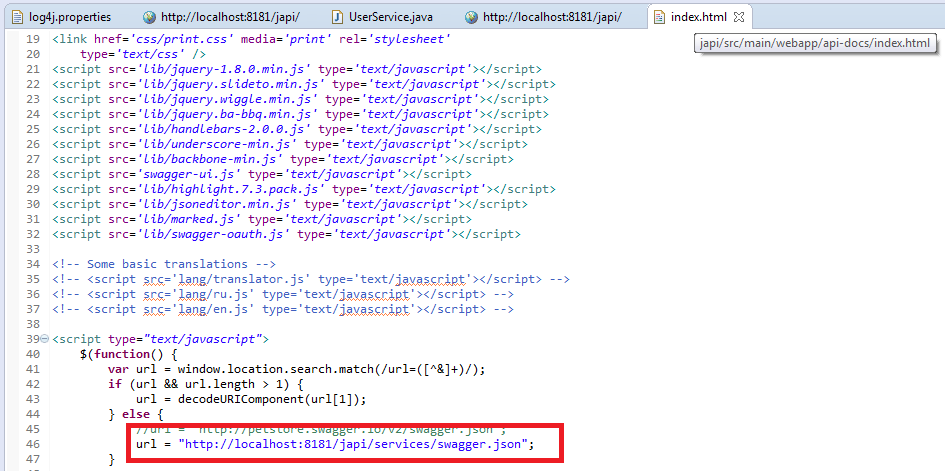 log4j.properties http://localhost:8181/japi/ UserService.java http://localhost:8181/japi/ index.html
japi/src/main/webapp/api-docs/index.html
19 <link href='css/print.css' media='print' rel='stylesheet'
20 type='text/css' />
21 <script src='lib/jquery-1.8.0.min.js' type='text/javascript'></script>
22 <script src='lib/jquery.slideto.min.js' type='text/javascript'></script>
23 <script src='lib/jquery.wiggle.min.js' type='text/javascript'></script>
24 <script src='lib/jquery.ba-bbq.min.js' type='text/javascript'></script>
25 <script src='lib/handlebars-2.0.0.js' type='text/javascript'></script>
26 <script src='lib/underscore-min.js' type='text/javascript'></script>
27 <script src='lib/backbone-min.js' type='text/javascript'></script>
28 <script src='swagger-ui.js' type='text/javascript'></script>
29 <script src='lib/highlight.7.3.pack.js' type='text/javascript'></script>
30 <script src='lib/jsoneditor.min.js' type='text/javascript'></script>
31 <script src='lib/marked.js' type='text/javascript'></script>
32 <script src='lib/swagger-oauth.js' type='text/javascript'></script>
33
34 <!-- Some basic translations -->
35 <!-- <script src='lang/translator.js' type='text/javascript'></script> -->
36 <!-- <script src='lang/ru.js' type='text/javascript'></script> -->
37 <!-- <script src='lang/en.js' type='text/javascript'></script> -->
38
39 <script type="text/javascript">
40 $(function() {
41 var url = window.location.search.match(/url=([^&]+)/);
42 if (url && url.length > 1) {
43 url = decodeURIComponent(url[1]);
44 } else {
45 //url = "http://petstore.swagger.io/v2/swagger.json";
46 url = "http://localhost:8181/japi/services/swagger.json";
47 }